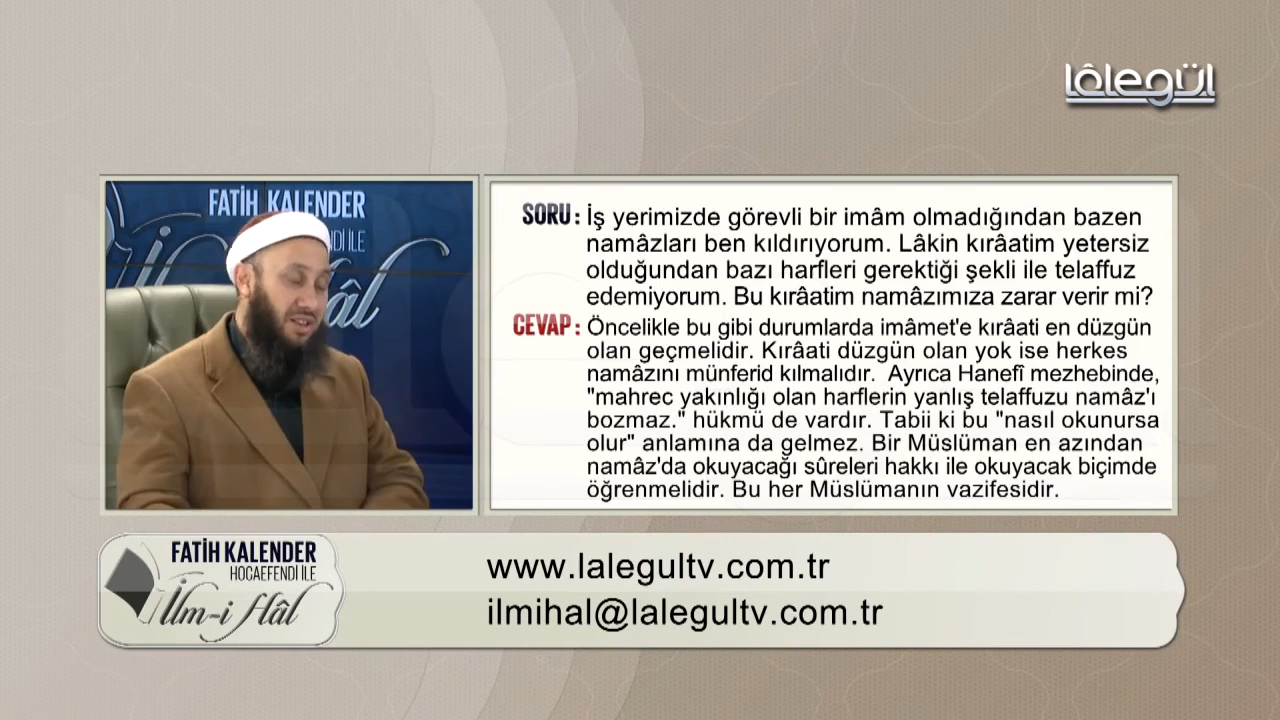 lâlegül
FATİH KALENDER
ENDİ İLE
İ
Hâl
SORU : İş yerimizde görevli bir imâm olmadığından bazen
namâzları ben kıldırıyorum. Lâkin kırâatim yetersiz
olduğundan bazı harfleri gerektiği şekli ile telaffuz
edemiyorum. Bu kırâatim namâzımıza zarar verir mi?
CEVAP : Öncelikle bu gibi durumlarda imâmet'e kırâati en düzgün
olan geçmelidir. Kırâati düzgün olan yok ise herkes
namâzını münferid kılmalıdır.  Ayrıca Hanefî mezhebinde,
"mahrec yakınlığı olan harflerin yanlış telaffuzu namâz'ı
bozmaz." hükmü de vardır. Tabii ki bu "nasıl okunursa
olur" anlamına da gelmez. Bir Müslüman en azından
namâz'da okuyacağı sûreleri hakkı ile okuyacak biçimde
öğrenmelidir. Bu her Müslümanın vazifesidir.
FATİH KALENDER
HOCAEFENDİ İLE
İlm-i Hâl
www.lalegultv.com.tr
ilmihal@lalegultv.com.tr